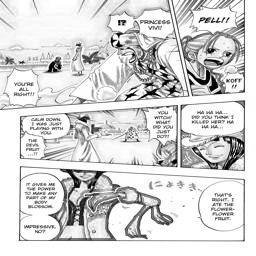 PELL!!
PRINCESS
VIVI!
!?
KOFF
!!
YOU'RE
ALL
RIGHT!!
HA HA HA...
DID YOU THINK I
KILLED HER? HA
HA HA...
YOU
WITCH!
WHAT
DID YOU
JUST
DO?!
CALM DOWN.
I WAS JUST
PLAYING WITH
YOU.
THE
DEVIL
FRUIT
...!?
THAT'S
RIGHT. I
ATE THE
FLOWER-
FLOWER
FRUIT.
IT GIVES ME
THE POWER
TO MAKE ANY
PART OF MY
BODY
BLOSSOM.
IMPRESSIVE,
NO?